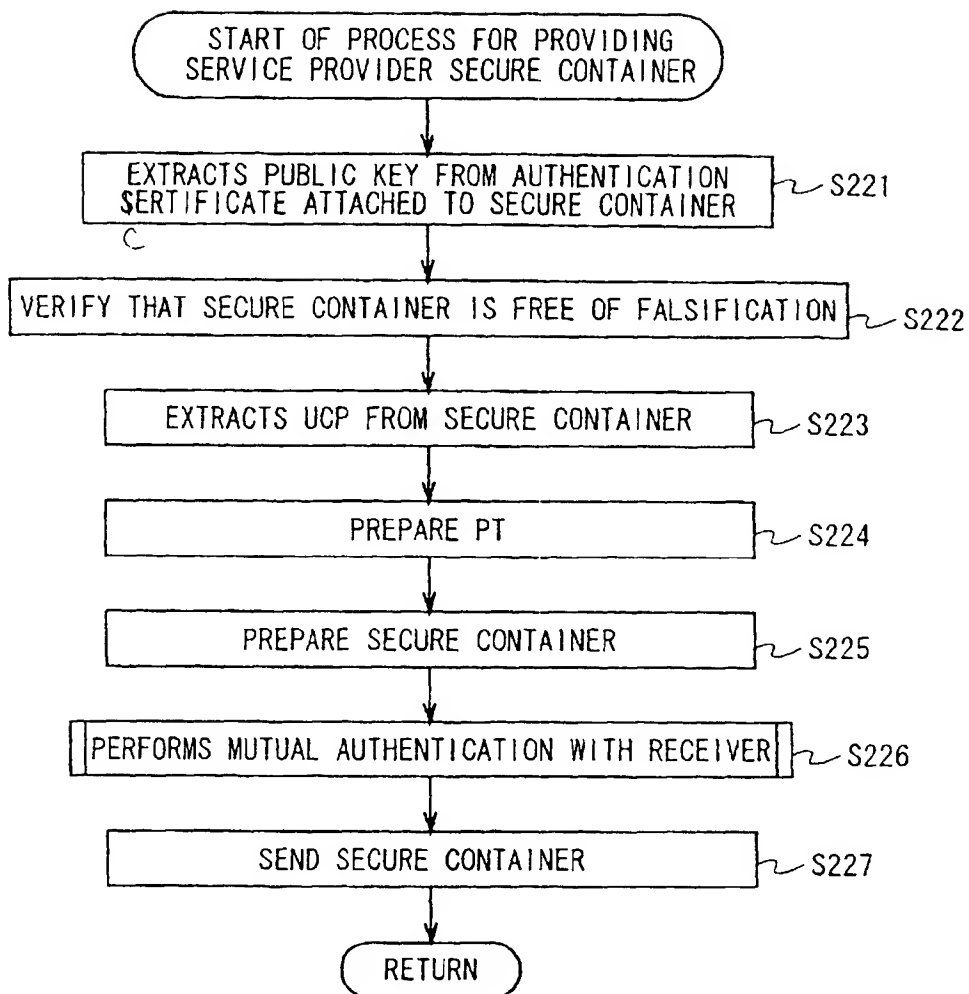 START OF PROCESS FOR PROVIDING
SERVICE PROVIDER SECURE CONTAINER
EXTRACTS PUBLIC KEY FROM AUTHENTICATION
SERTIFICATE ATTACHED TO SECURE CONTAINER
S221
C
VERIFY THAT SECURE CONTAINER IS FREE OF FALSIFICATION
S222
EXTRACTS UCP FROM SECURE CONTAINER
S223
PREPARE PT
S224
PREPARE SECURE CONTAINER
S225
PERFORMS MUTUAL AUTHENTICATION WITH RECEIVER
S226
SEND SECURE CONTAINER
S227
RETURN